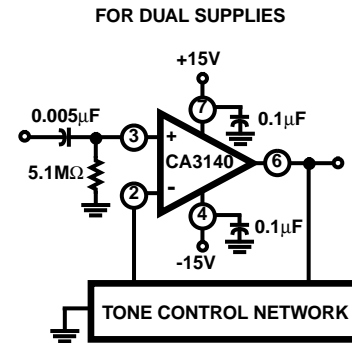 FOR DUAL SUPPLIES
+15V
7
0.005μF
0.1μF
3
+
CA3140
6
5.1MΩ
2
-
4
0.1μF
-15V
TONE CONTROL NETWORK